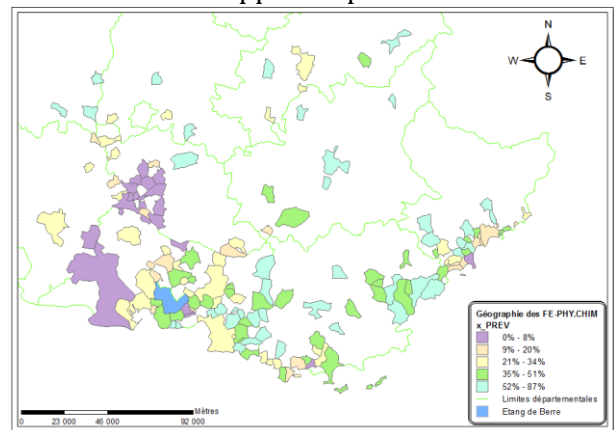 N
W E
S
Géographie des FE-PHY.CHIM
x_PREV
0% - 8%
9% - 20%
21% - 34%
35% - 51%
52% - 87%
Limites départementales
Etang de Berre
Mètres
0 23 000 46 000 92 000